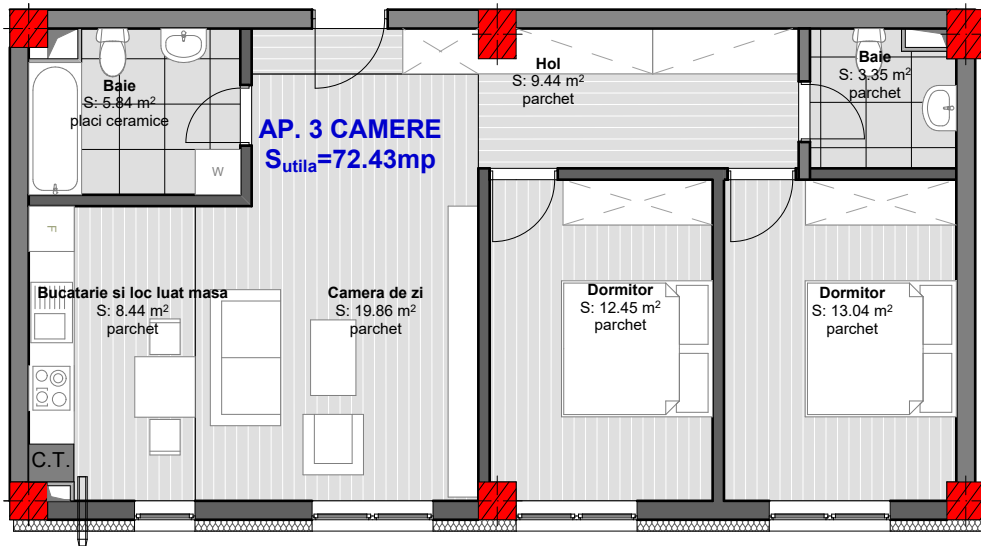 Baie
S: 5.84 m²
placi ceramice
W
AP. 3 CAMERE
Sutila=72.43mp
Hol
S: 9.44 m²
parchet
Baie
S: 3.35 m²
parchet
F
Bucatarie si loc luat masa
S: 8.44 m²
parchet
Camera de zi
S: 19.86 m²
parchet
Dormitor
S: 12.45 m²
parchet
Dormitor
S: 13.04 m²
parchet
C.T.